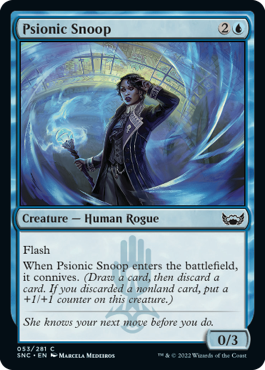 Psionic Snoop 2
Creature — Human Rogue
Flash
When Psionic Snoop enters the battlefield,
it connives. (Draw a card, then discard a
card. If you discarded a nonland card, put a
+1/+1 counter on this creature.)
She knows your next move before you do.
0/3
053/281 C
SNC • EN MARCELA MEDEIROS
™ & © 2022 Wizards of the Coast